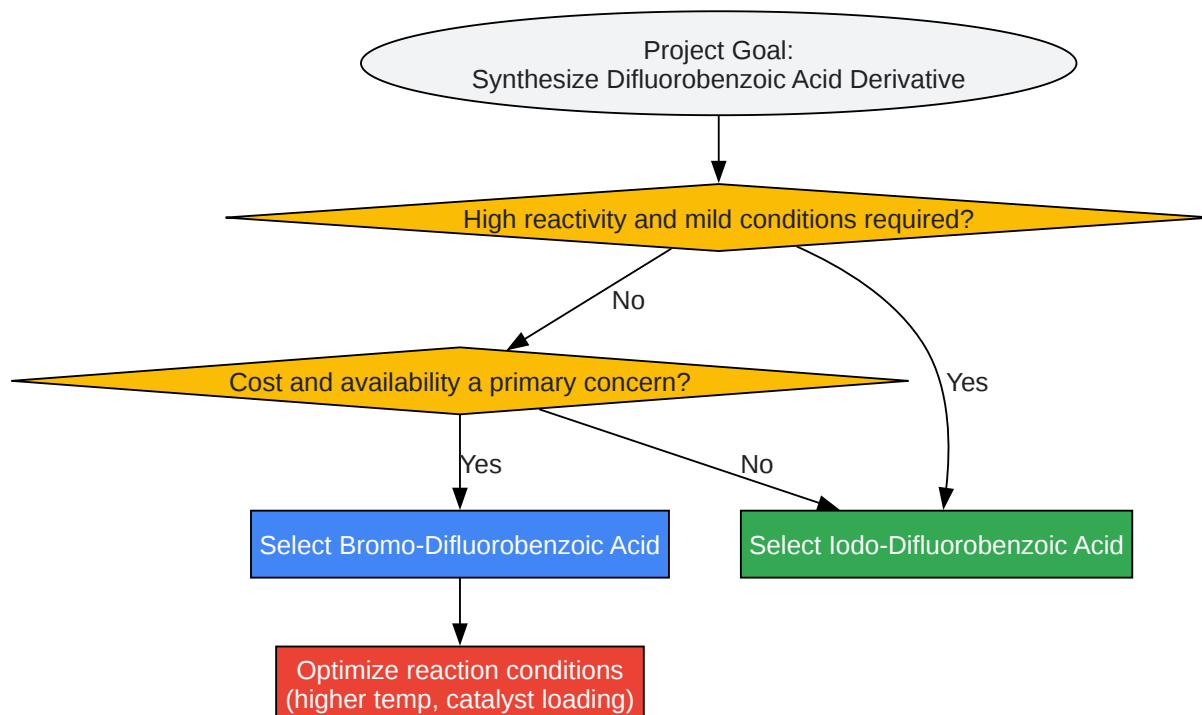 Project Goal:
Synthesize Difluorobenzoic Acid Derivative
High reactivity and mild conditions required?
No
Cost and availability a primary concern?
Yes
Yes
No
Select Bromo-Difluorobenzoic Acid
Select Iodo-Difluorobenzoic Acid
Optimize reaction conditions
(higher temp, catalyst loading)